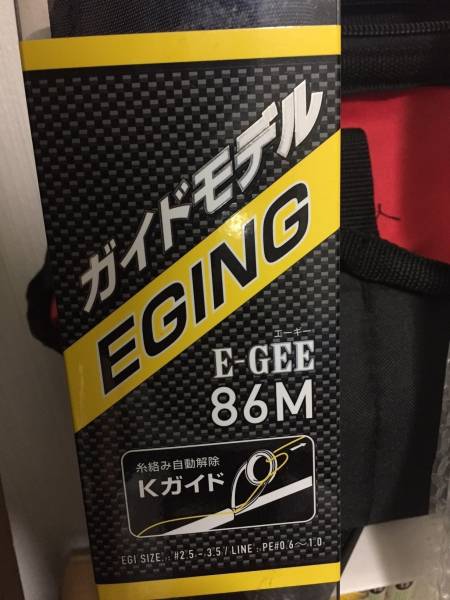 ガイドモデル
EGING
エーギー
E-GEE
86M
糸絡み自動解除
Kガイド
EGI SIZE : #2.5-3.5 / LINE : PE#0.6〜1.0